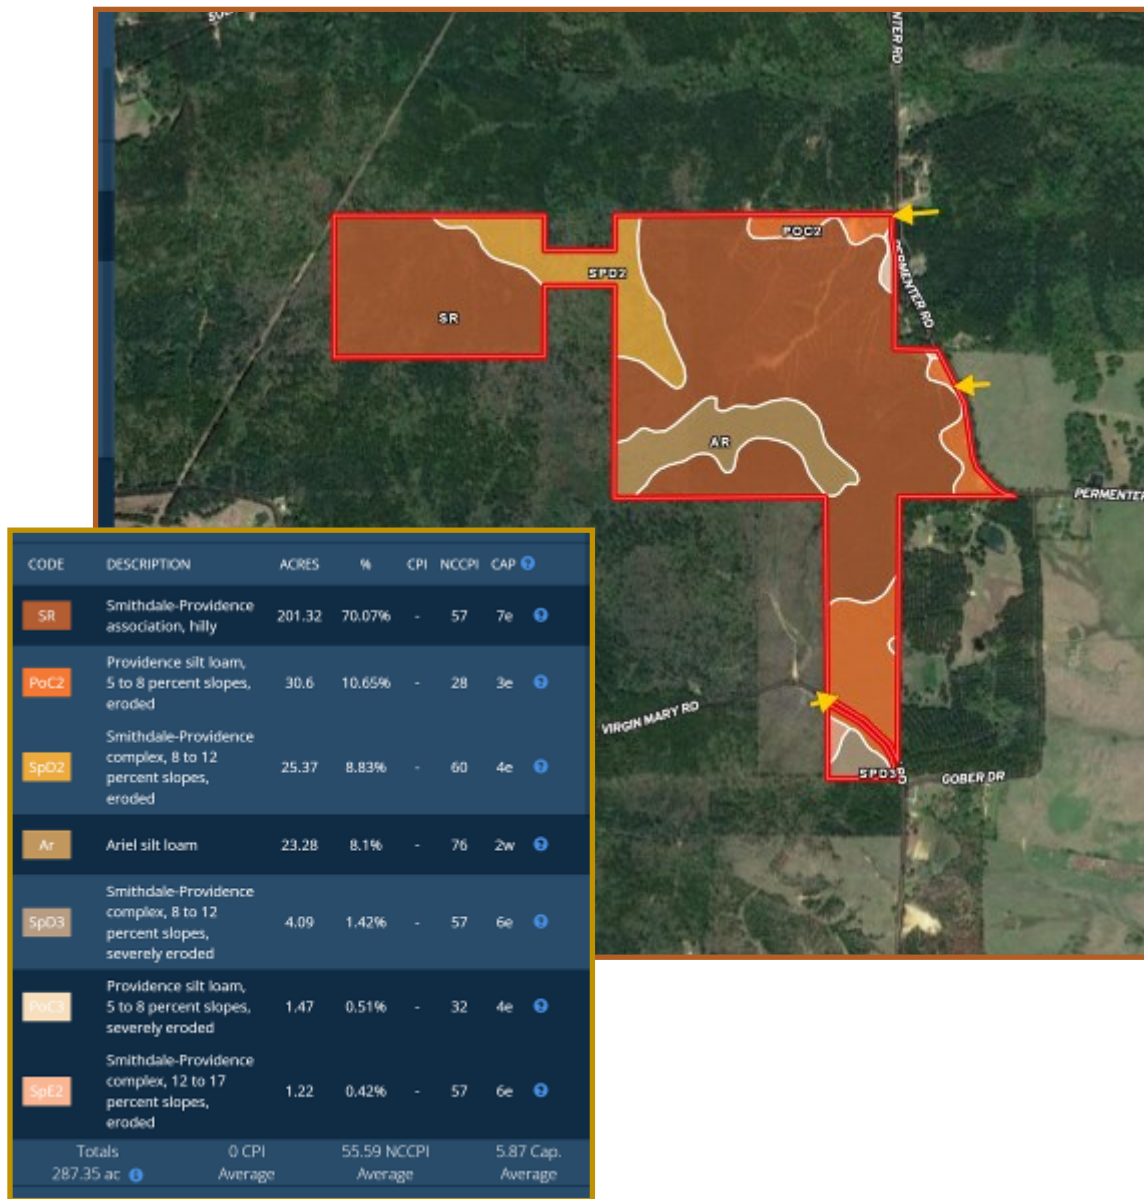 NTER RD
POC2
PERMENTER RD
SPD2
SR
AR
PERMENTER
VIRGIN MARY RD
SPD3
GOBER DR
CODE DESCRIPTION ACRES % CPI NCCPI CAP
SR Smithdale-Providence association, hilly 201.32 70.07% - 57 7e
PoC2 Providence silt loam, 5 to 8 percent slopes, eroded 30.6 10.65% - 28 3e
SpD2 Smithdale-Providence complex, 8 to 12 percent slopes, eroded 25.37 8.83% - 60 4e
Ar Ariel silt loam 23.28 8.1% - 76 2w
SpD3 Smithdale-Providence complex, 8 to 12 percent slopes, severely eroded 4.09 1.42% - 57 6e
PoC3 Providence silt loam, 5 to 8 percent slopes, severely eroded 1.47 0.51% - 32 4e
SpE2 Smithdale-Providence complex, 12 to 17 percent slopes, eroded 1.22 0.42% - 57 6e
Totals 0 CPI 55.59 NCCPI 5.87 Cap.
287.35 ac Average Average Average